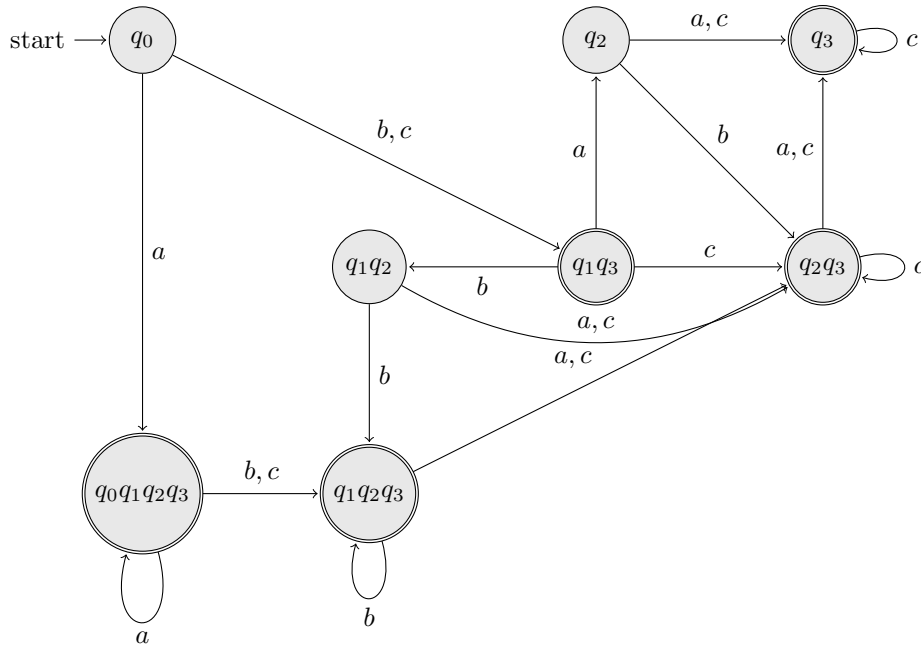 start
q0
q2
a, c
q3
c
b, c
a
b
a, c
a
q1q2
b
q1q3
c
q2q3
a, c
a, c
b
q0q1q2q3
b, c
q1q2q3
a
b